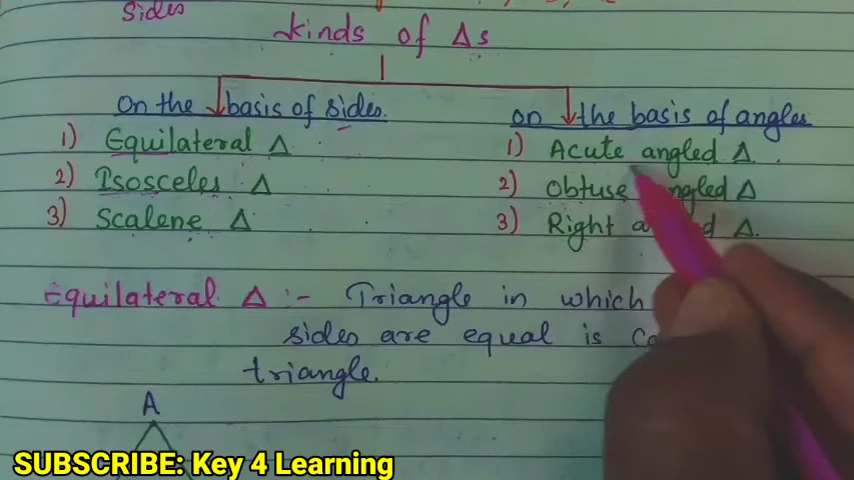 sides
kinds of Δs
on the basis of sides.
1) Equilateral Δ
2) Isosceles Δ
3) Scalene Δ
on the basis of angles
1) Acute angled Δ.
2) Obtuse angled Δ
3) Right Δ.
Equilateral Δ :- Triangle in which
sides are equal is
triangle.
A
SUBSCRIBE: Key 4 Learning